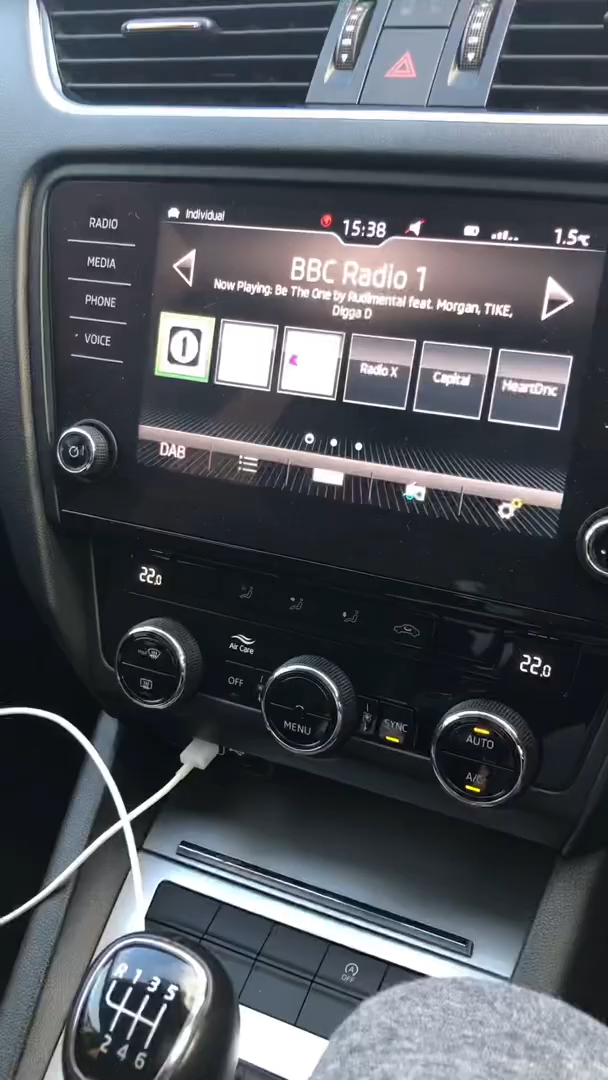 RADIO
MEDIA
PHONE
VOICE
Individual
15:38
1.5°C
BBC Radio 1
Now Playing: Be The One by Rudimental feat. Morgan, TIKE,
Digga D
1
Radio X
Capital
HeartDnc
DAB
22.0
Air Care
OFF
MENU
SYNC
22.0
AUTO
A/C
OFF
R 1 3 5
2 4 6